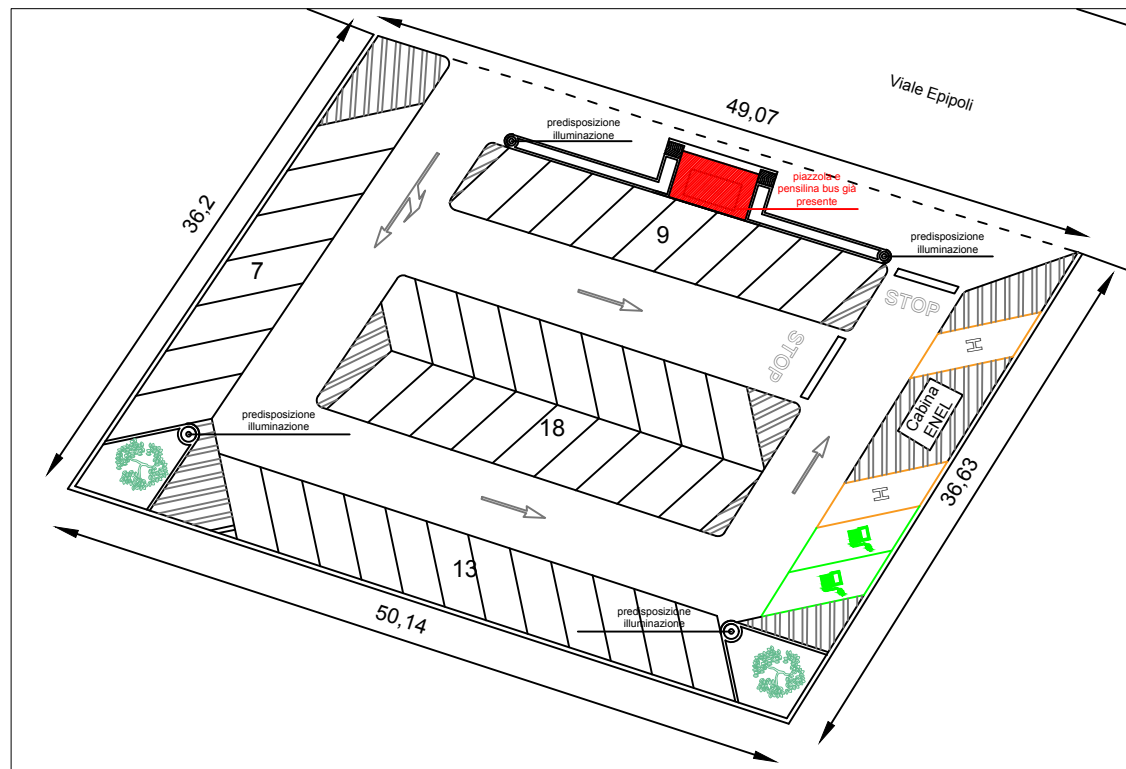 Viale Epipoli
49,07
predisposizione
illuminazione
piazzola e
pensilina bus già
presente
36,2
9
predisposizione
illuminazione
7
STOP
STOP
H
Cabina
ENEL
predisposizione
illuminazione
18
H
36,63
13
predisposizione
illuminazione
50,14